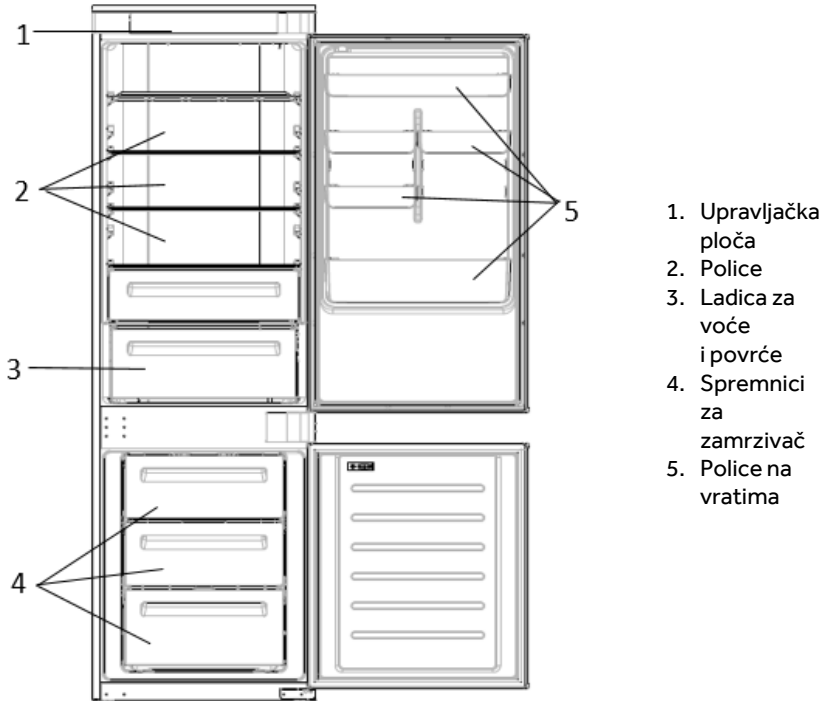 1
2
3
4
5
1. Upravljačka
ploča
2. Police
3. Ladica za
voće
i povrće
4. Spremnici
za
zamrzivač
5. Police na
vratima